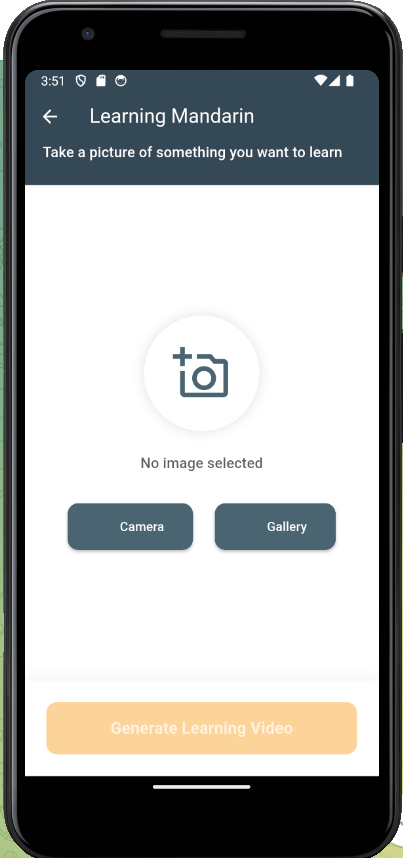 3:51
Learning Mandarin
Take a picture of something you want to learn
No image selected
Camera
Gallery
Generate Learning Video